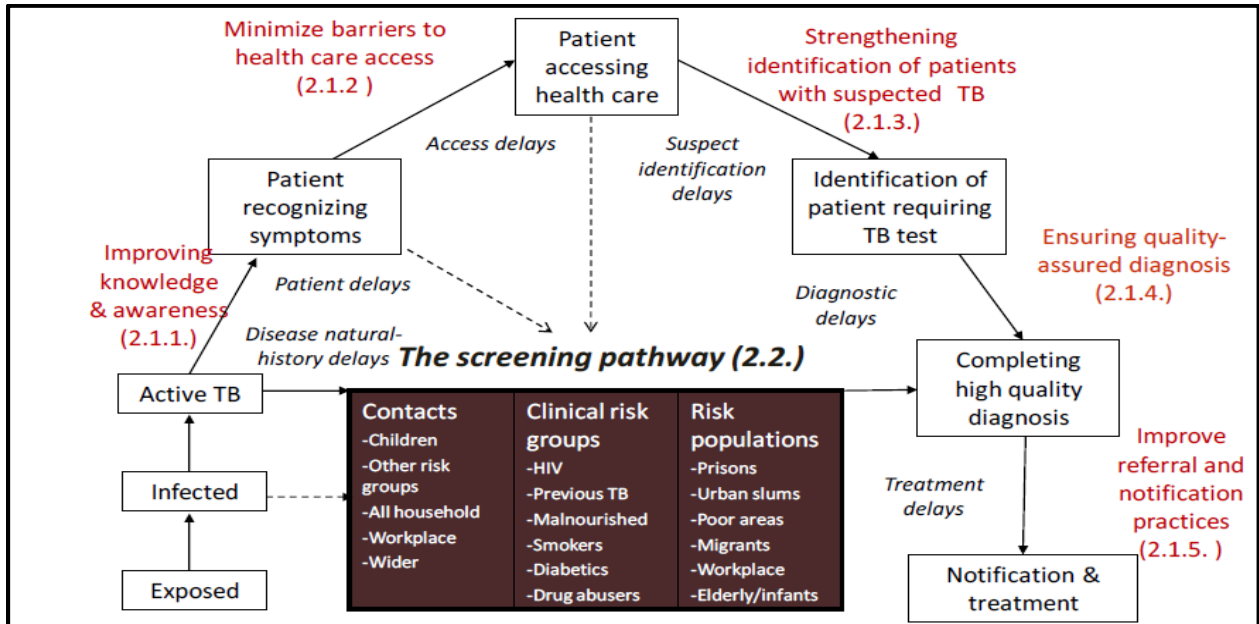 Minimize barriers to
health care access
(2.1.2 )
Patient
accessing
health care
Strengthening
identification of patients
with suspected TB
(2.1.3.)
Access delays
Suspect
identification
delays
Patient
recognizing
symptoms
Identification of
patient requiring
TB test
Improving
knowledge
& awareness
(2.1.1.)
Patient delays
Ensuring quality-
assured diagnosis
(2.1.4.)
Diagnostic
delays
Disease natural-
history delays
The screening pathway (2.2.)
Active TB
Completing
high quality
diagnosis
Contacts
-Children
-Other risk
groups
-All household
-Workplace
-Wider
Clinical risk
groups
-HIV
-Previous TB
-Malnourished
-Smokers
-Diabetics
-Drug abusers
Risk
populations
-Prisons
-Urban slums
-Poor areas
-Migrants
-Workplace
-Elderly/infants
Improve
referral and
notification
practices
(2.1.5. )
Infected
Treatment
delays
Exposed
Notification &
treatment